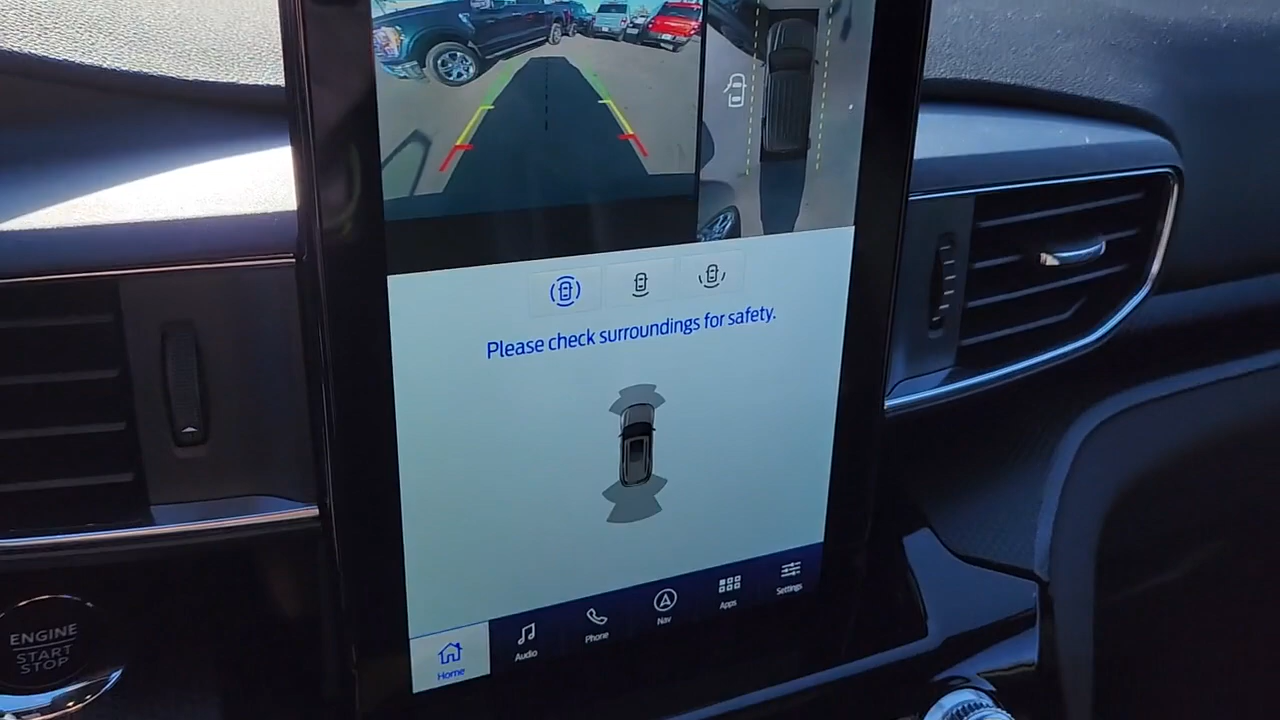 Please check surroundings for safety.
ENGINE
START
STOP
Home
Audio
Phone
Nav
Apps
Settings